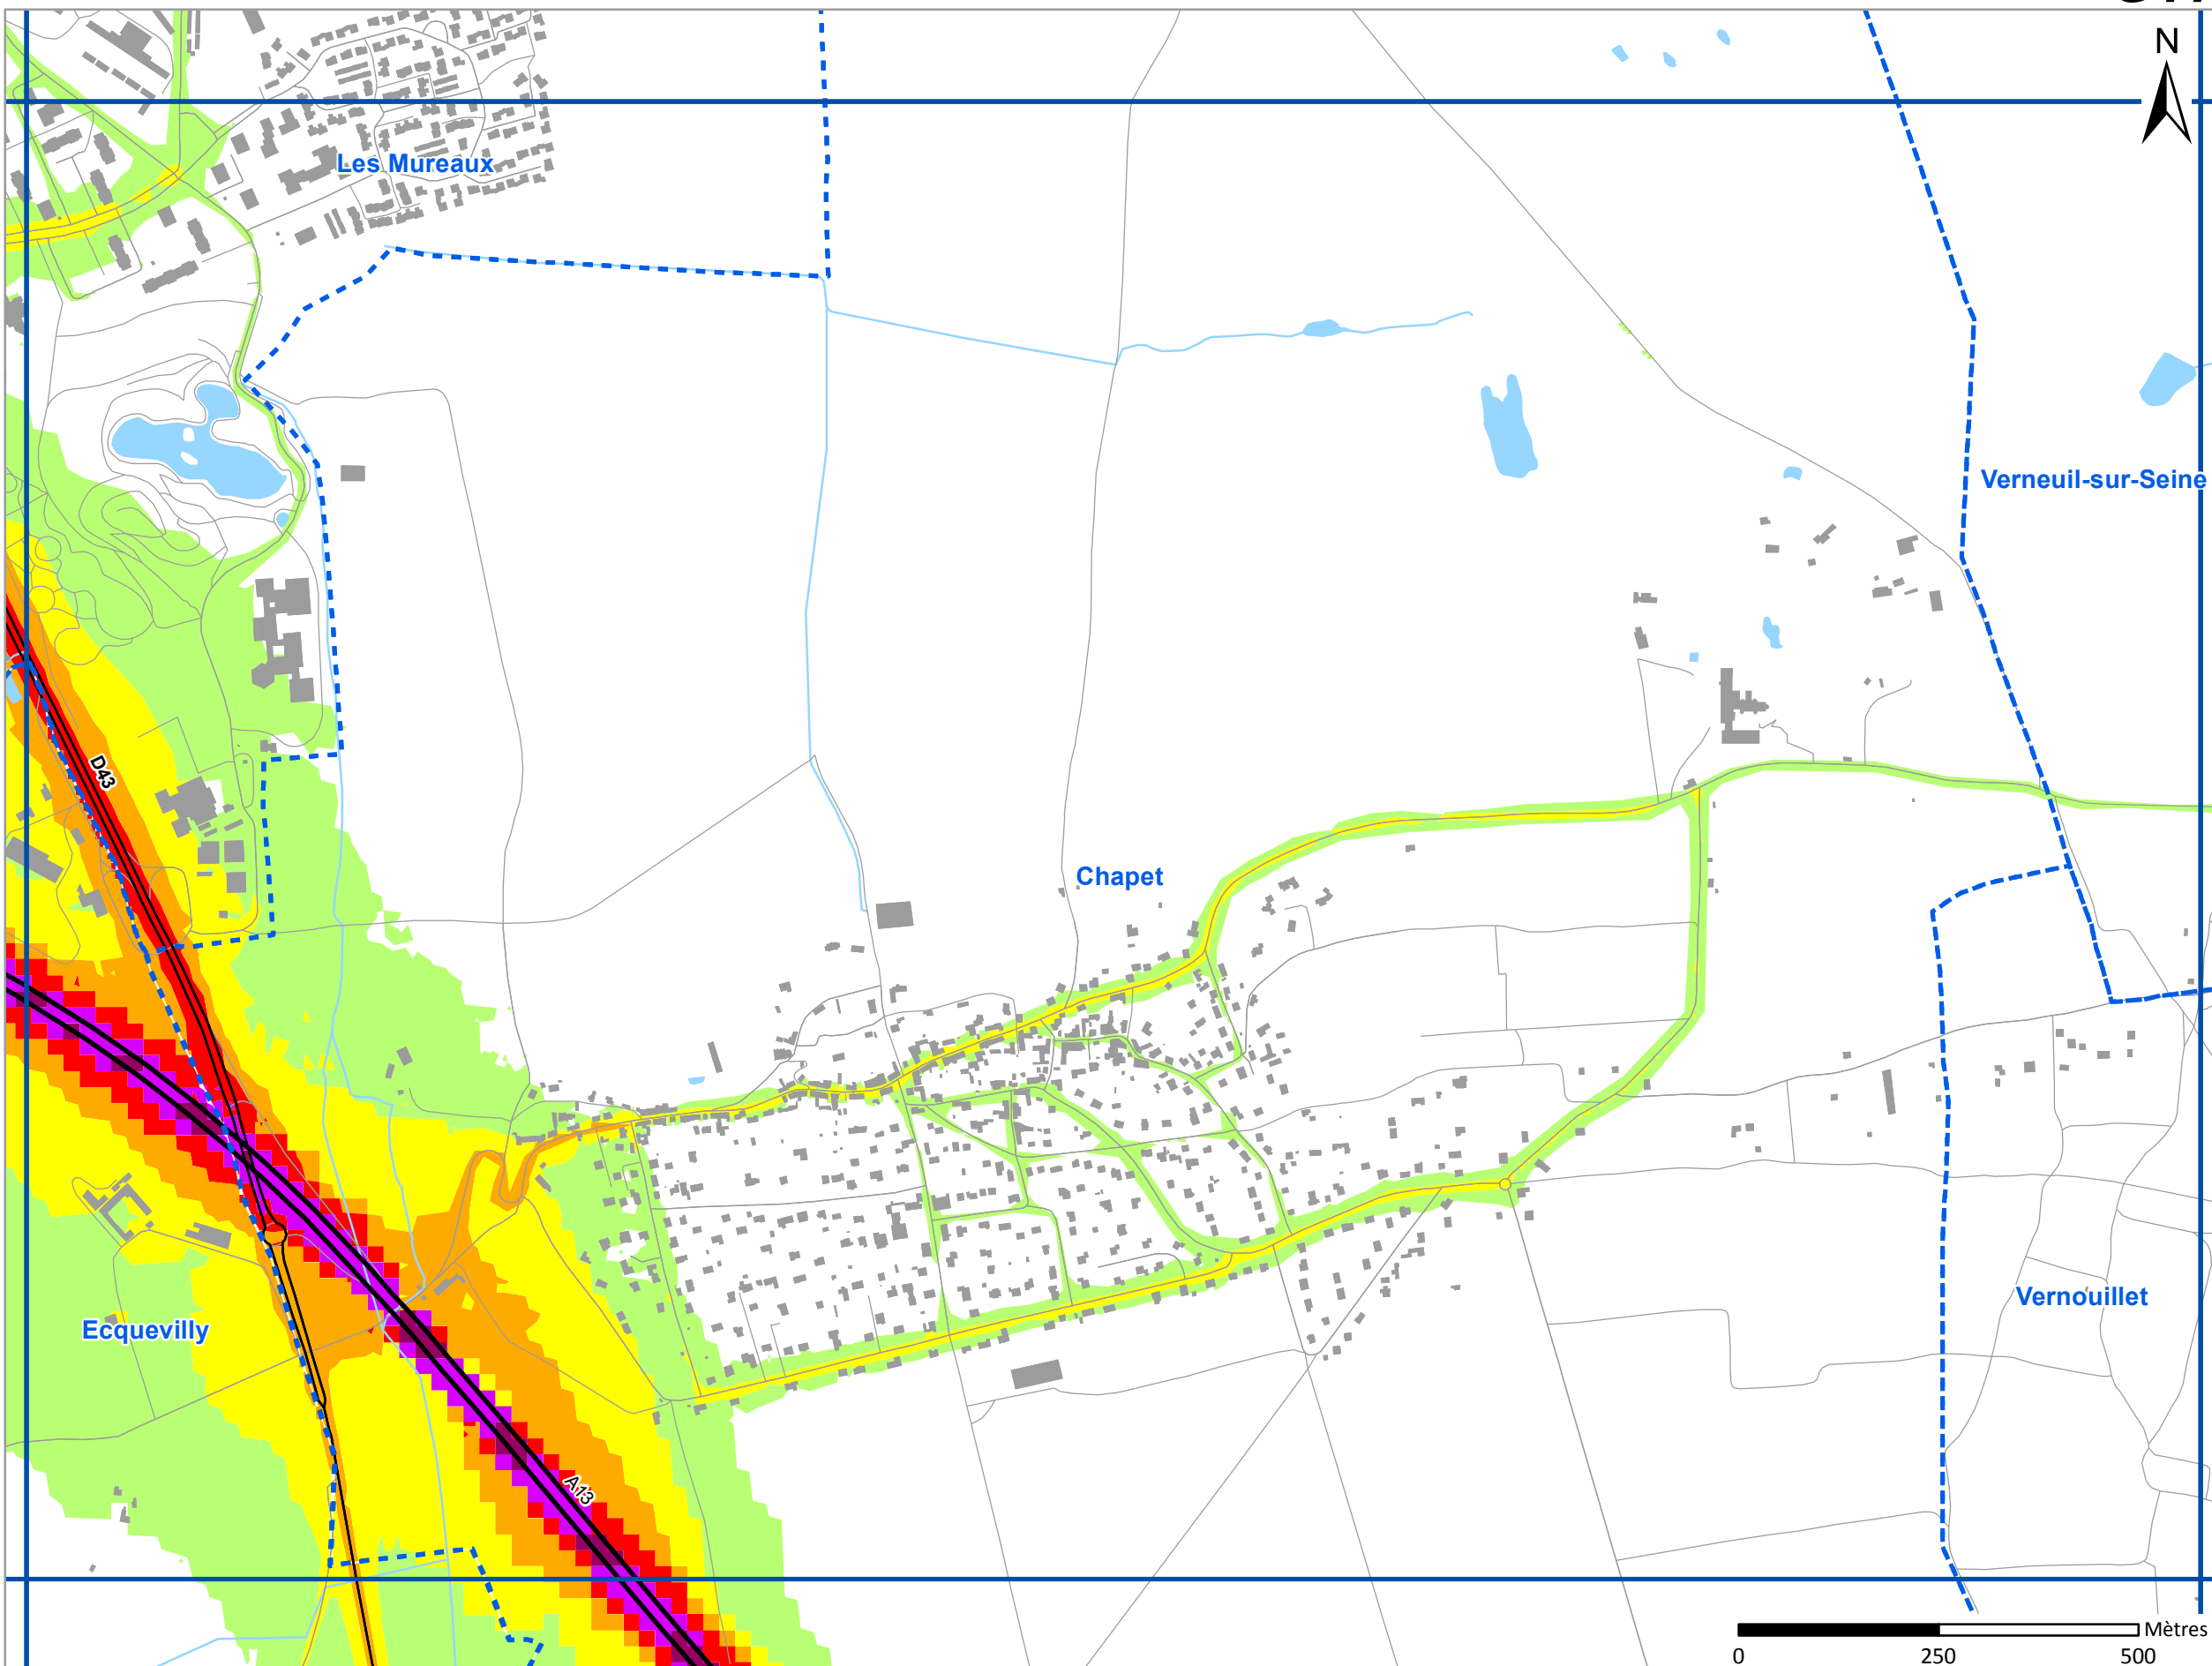 N
Les Mureaux
Verneuil-sur-Seine
D43
Chapet
Vernouillet
Ecquevilly
A13
Mètres
0 250 500